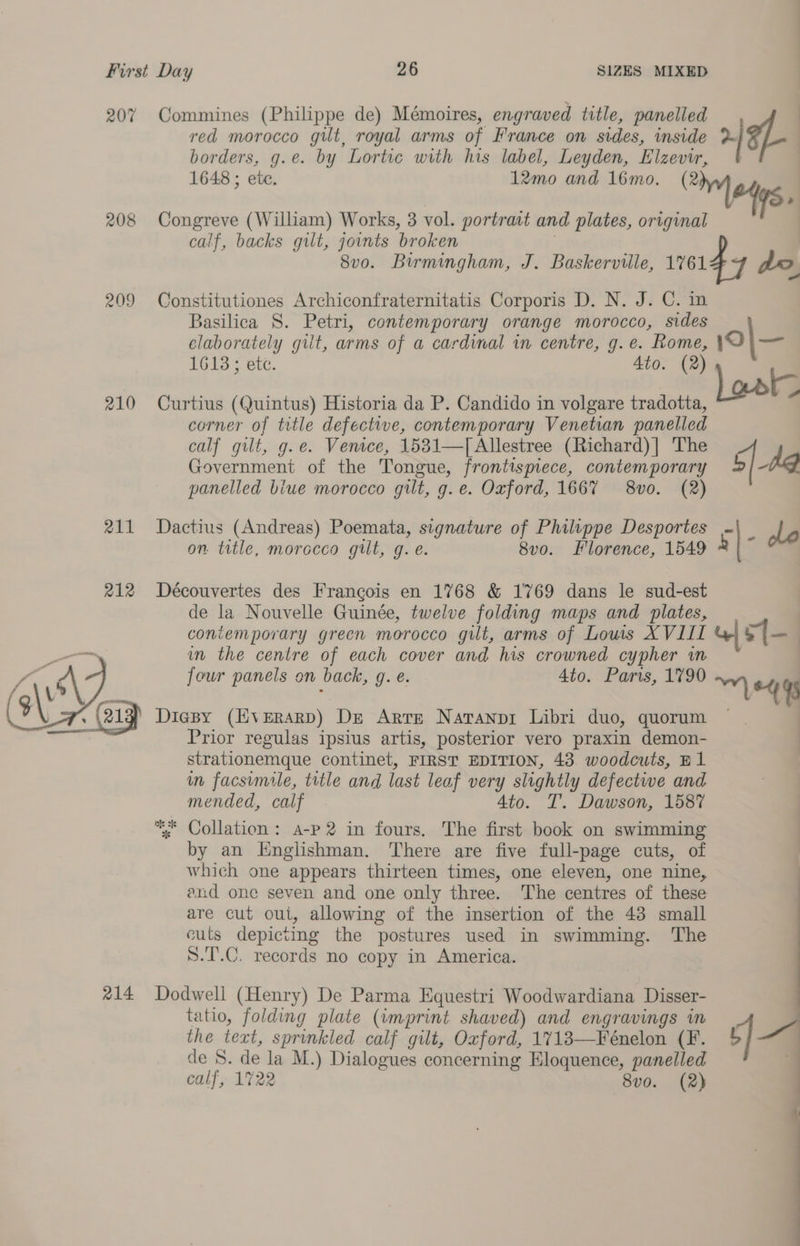 First Day 26 SIZES MIXED
207 Commines (Philippe de) Mémoires, engraved title, panelled
red morocco gilt, royal arms of France on sides, inside
borders, g.e. by Lortic with his label, Leyden, Elzevir,
1648; etc. 12mo and 16mo. (2)
208 Congreve (William) Works, 3 vol. portrait and plates, original
calf, backs gilt, joints broken
8vo. Birmingham, J. Baskerville, 1761
do
209 Constitutiones Archiconfraternitatis Corporis D. N. J. C. in
Basilica S. Petri, contemporary orange morocco, sides
elaborately gilt, arms of a cardinal in centre, g. e. Rome,
1613; etc. 4to. (2)
210 Curtius (Quintus) Historia da P. Candido in volgare tradotta,
corner of title defective, contemporary Venetian panelled
calf gilt, g.e. Venice, 1531—[Allestree (Richard)] The
Government of the Tongue, frontispiece, contemporary
panelled blue morocco gilt, g. e. Oxford, 1667 8vo. (2)
211 Dactius (Andreas) Poemata, signature of Philippe Desportes
on title, morocco gilt, g. e. 8vo. Florence, 1549
do
212 Découvertes des François en 1768 & 1769 dans le sud-est
de la Nouvelle Guinée, twelve folding maps and plates,
contemporary green morocco gilt, arms of Louis XVIII
in the centre of each cover and his crowned cypher in
four panels on back, g. e. 4to. Paris, 1790
213 DIGBY (EVERARD) DE ARTE NATANDI Libri duo, quorum
Prior regulas ipsius artis, posterior vero praxin demon-
strationemque continet, FIRST EDITION, 43 woodcuts, E 1
in facsimile, title and last leaf very slightly defective and
mended, calf 4to. T. Dawson, 1587
*** Collation: A-P 2 in fours. The first book on swimming
by an Englishman. There are five full-page cuts, of
which one appears thirteen times, one eleven, one nine,
and one seven and one only three. The centres of these
are cut out, allowing of the insertion of the 43 small
cuts depicting the postures used in swimming. The
S.T.C. records no copy in America.
214 Dodwell (Henry) De Parma Equestri Woodwardiana Disser-
tatio, folding plate (imprint shaved) and engravings in
the text, sprinkled calf gilt, Oxford, 1713—Fénelon (F.
de S. de la M.) Dialogues concerning Eloquence, panelled
calf, 1722 8vo. (2)